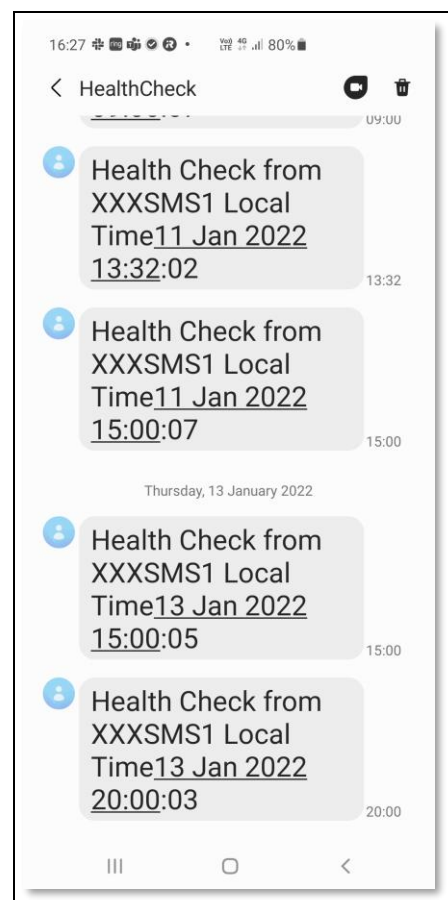 16:27 80%
HealthCheck
09:00
Health Check from
XXXSMS1 Local
Time11 Jan 2022
13:32:02
13:32
Health Check from
XXXSMS1 Local
Time11 Jan 2022
15:00:07
15:00
Thursday, 13 January 2022
Health Check from
XXXSMS1 Local
Time13 Jan 2022
15:00:05
15:00
Health Check from
XXXSMS1 Local
Time13 Jan 2022
20:00:03
20:00